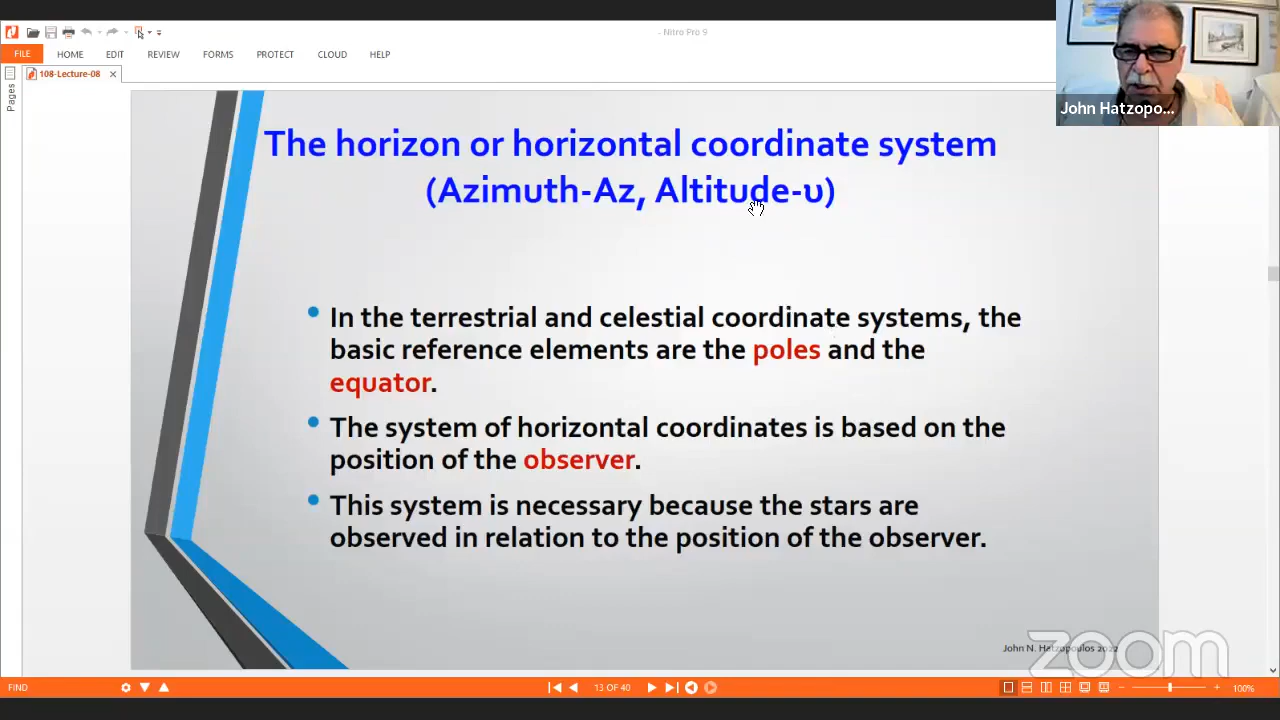 - Nitro Pro 9
FILE
HOME
EDIT
REVIEW
FORMS
PROTECT
CLOUD
HELP
108-Lecture-08
Pages
John Hatzopo...
The horizon or horizontal coordinate system
(Azimuth-Az, Altitude-υ)
• In the terrestrial and celestial coordinate systems, the
basic reference elements are the poles and the
equator.
• The system of horizontal coordinates is based on the
position of the observer.
• This system is necessary because the stars are
observed in relation to the position of the observer.
John N. Hatzopoulos 2022
zoom
FIND
13 OF 40
100%